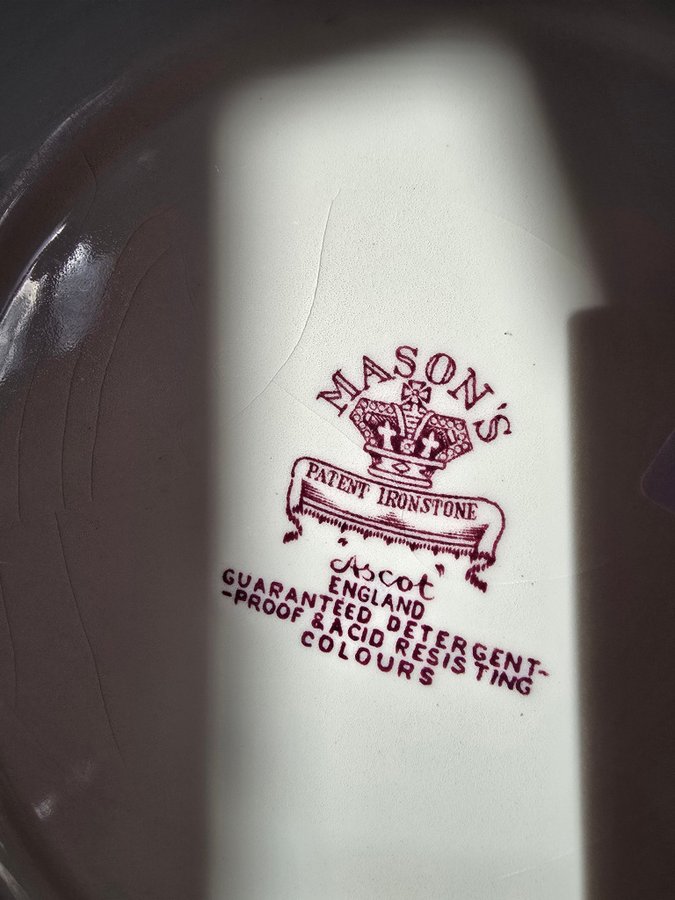 MASON'S
PATENT IRONSTONE
"Ascot"
ENGLAND
GUARANTEED DETERGENT-
-PROOF & ACID RESISTING
COLOURS